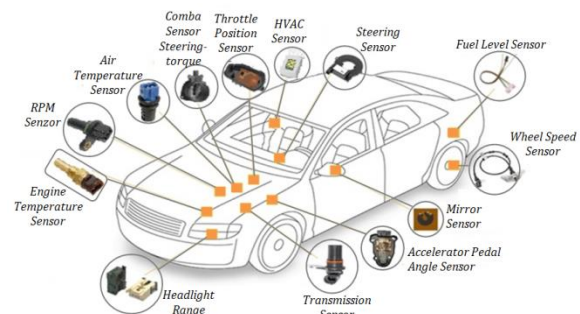 Comba
Sensor
Steering-
torque
Throttle
Position
Sensor
HVAC
Sensor
Steering
Sensor
Fuel Level Sensor
Air
Temperature
Sensor
RPM
Senzor
Wheel Speed
Sensor
Engine
Temperature
Sensor
Mirror
Sensor
Accelerator Pedal
Angle Sensor
Headlight
Range
Transmission
Sensor